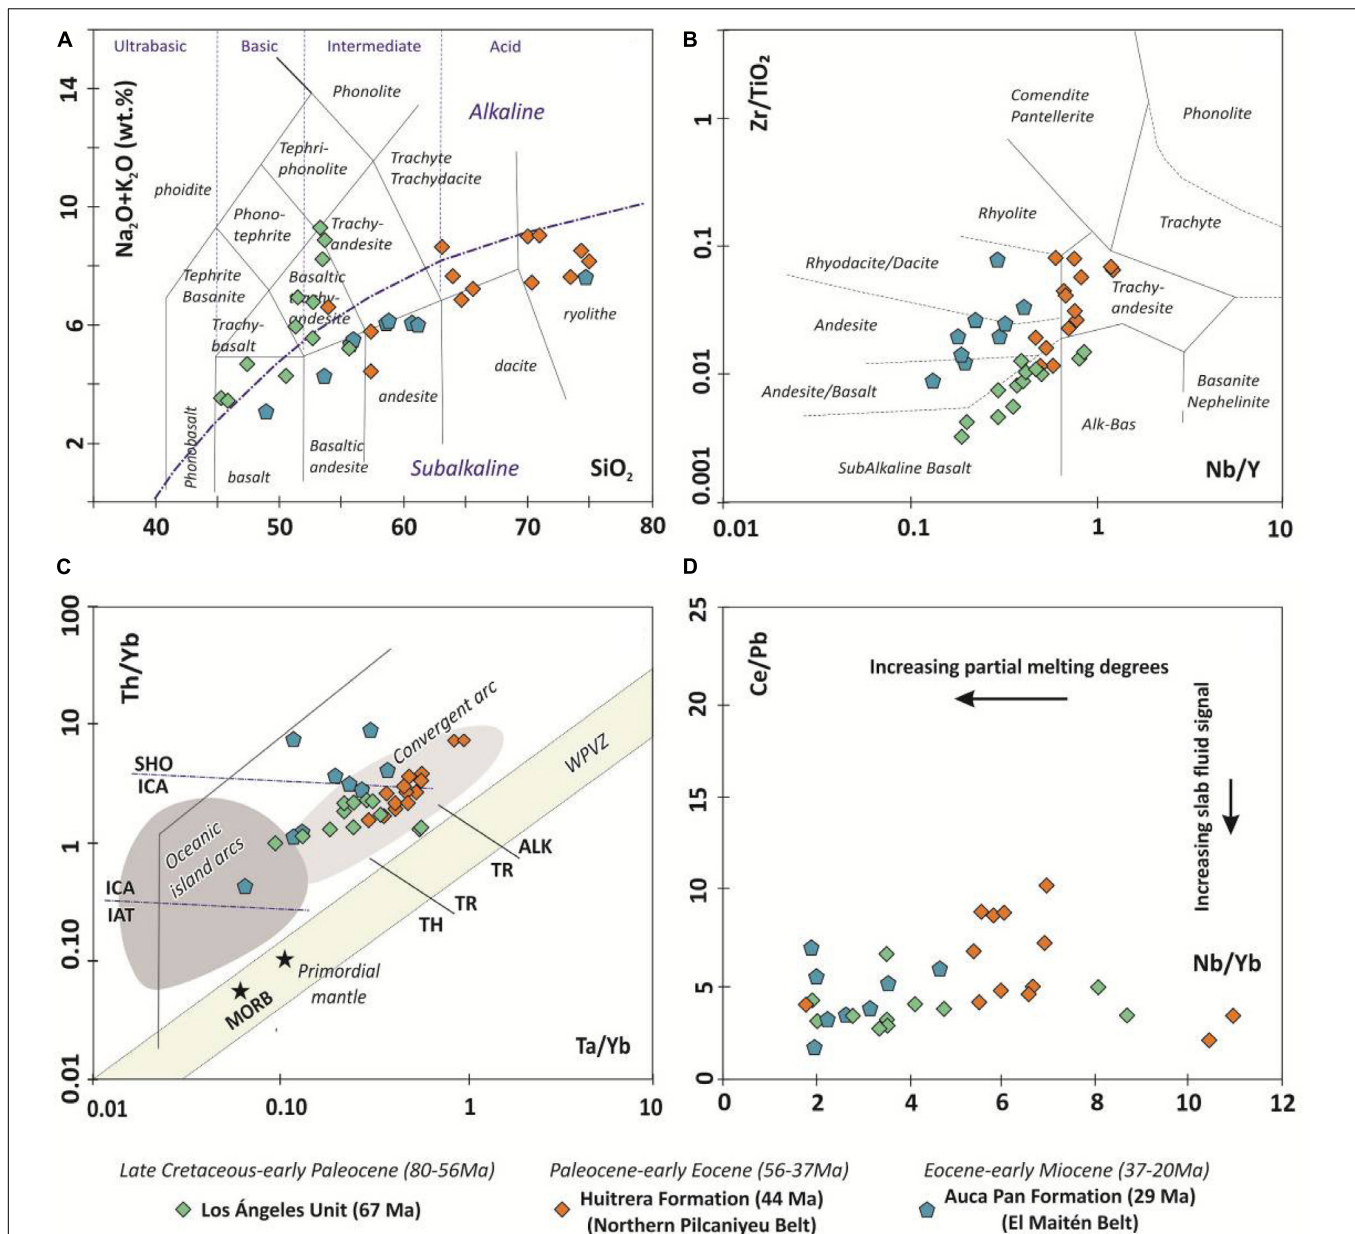 A
Ultrabasic Basic Intermediate Acid
Na2O+K2O (wt.%)
14
10
6
2
Phonolite
Alkaline
Tephri-
phonolite
Trachyte
Trachydacite
phoidite
Phono-
tephrite
Trachy-
andesite
Tephrite
Basanite
Basaltic
trachy-
andesite
Trachy-
basalt
ryolithe
dacite
andesite
Phonobasalt
basalt
Basaltic
andesite
Subalkaline
SiO2
40 50 60 70 80
B
Zr/TiO2
1
0.1
0.01
0.001
Comendite
Pantellerite
Phonolite
Rhyolite
Trachyte
Rhyodacite/Dacite
Trachy-
andesite
Andesite
Andesite/Basalt
Basanite
Nephelinite
Alk-Bas
SubAlkaline Basalt
Nb/Y
0.01 0.1 1 10
C
Th/Yb
100
10
1
0.10
0.01
Convergent arc
WPVZ
SHO
ICA
Oceanic
island arcs
ALK
TR
ICA
IAT
TR
TH
Primordial
mantle
MORB
Ta/Yb
0.01 0.10 1 10
D
Ce/Pb
25
20
15
10
5
0
Increasing partial melting degrees
Increasing slab fluid signal
Nb/Yb
0 2 4 6 8 10 12
Late Cretaceous-early Paleocene (80-56Ma)
Los Ángeles Unit (67 Ma)
Paleocene-early Eocene (56-37Ma)
Huitrera Formation (44 Ma)
(Northern Pilcaniyeu Belt)
Eocene-early Miocene (37-20Ma)
Auca Pan Formation (29 Ma)
(El Maitén Belt)